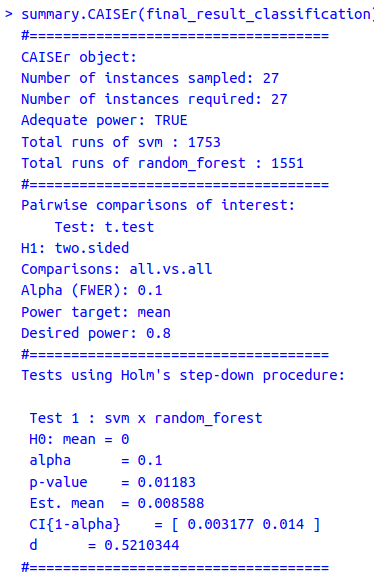 > summary.CAISEr(final_result_classification)
#====================================
CAISEr object:
Number of instances sampled: 27
Number of instances required: 27
Adequate power: TRUE
Total runs of svm : 1753
Total runs of random_forest : 1551
#====================================
Pairwise comparisons of interest:
Test: t.test
H1: two.sided
Comparisons: all.vs.all
Alpha (FWER): 0.1
Power target: mean
Desired power: 0.8
#====================================
Tests using Holm's step-down procedure:
Test 1 : svm x random_forest
H0: mean = 0
alpha = 0.1
p-value = 0.01183
Est. mean = 0.008588
CI{1-alpha} = [ 0.003177 0.014 ]
d = 0.5210344
#====================================